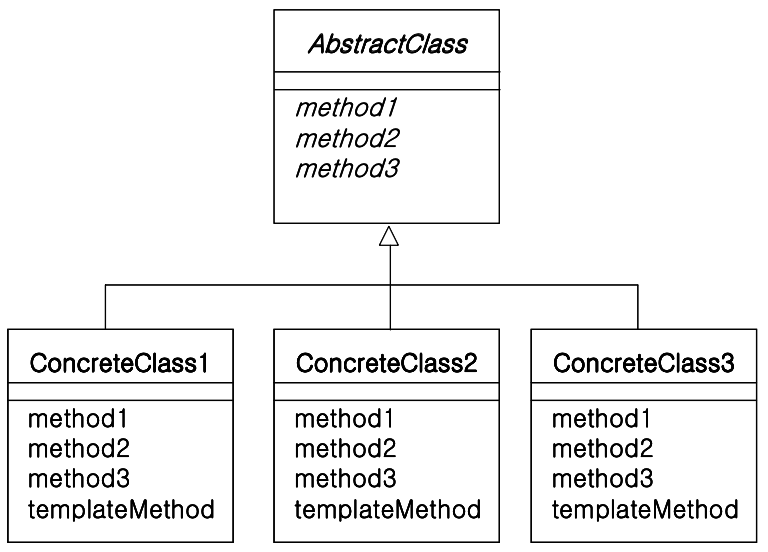 AbstractClass
method1
method2
method3
ConcreteClass1
method1
method2
method3
templateMethod
ConcreteClass2
method1
method2
method3
templateMethod
ConcreteClass3
method1
method2
method3
templateMethod